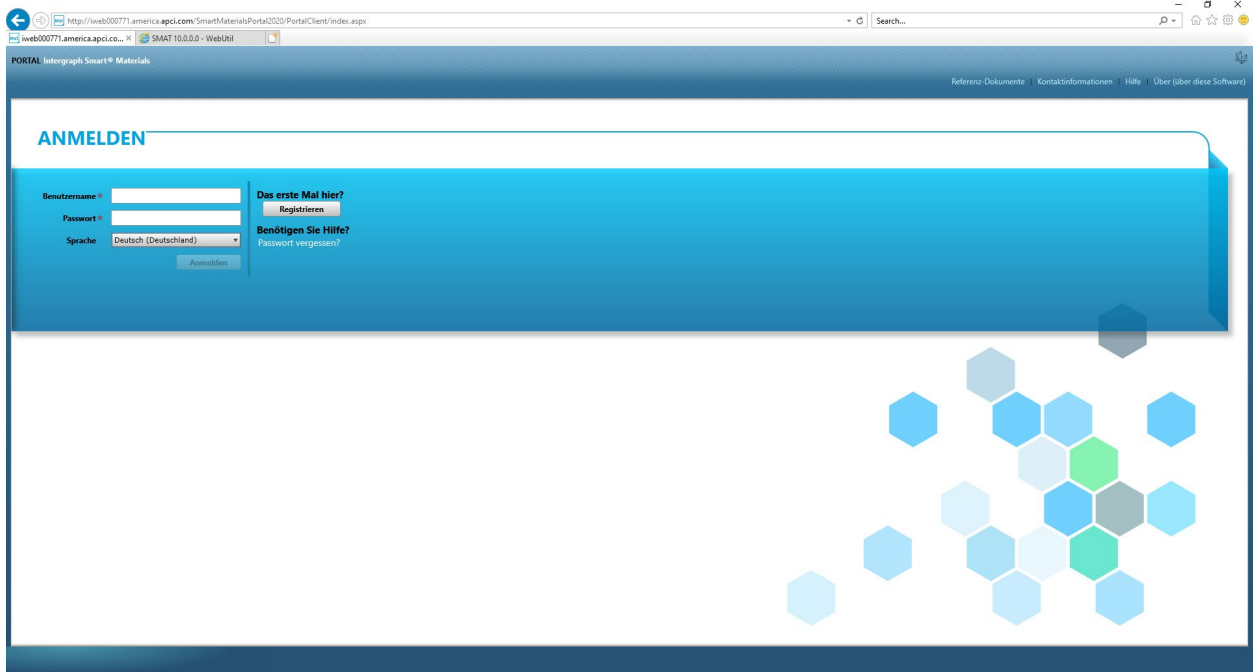 http://iweb000771.america.apci.com/SmartMaterialsPortal2020/PortalClient/index.aspx
Search...
iweb000771.america.apci.co...
SMAT 10.0.0.0 - WebUtil
PORTAL Intergraph Smart® Materials
Referenz-Dokumente | Kontaktinformationen | Hilfe | Über (über diese Software)
ANMELDEN
Benutzername *
Das erste Mal hier?
Registrieren
Passwort *
Benötigen Sie Hilfe?
Sprache Deutsch (Deutschland)
Passwort vergessen?
Anmelden